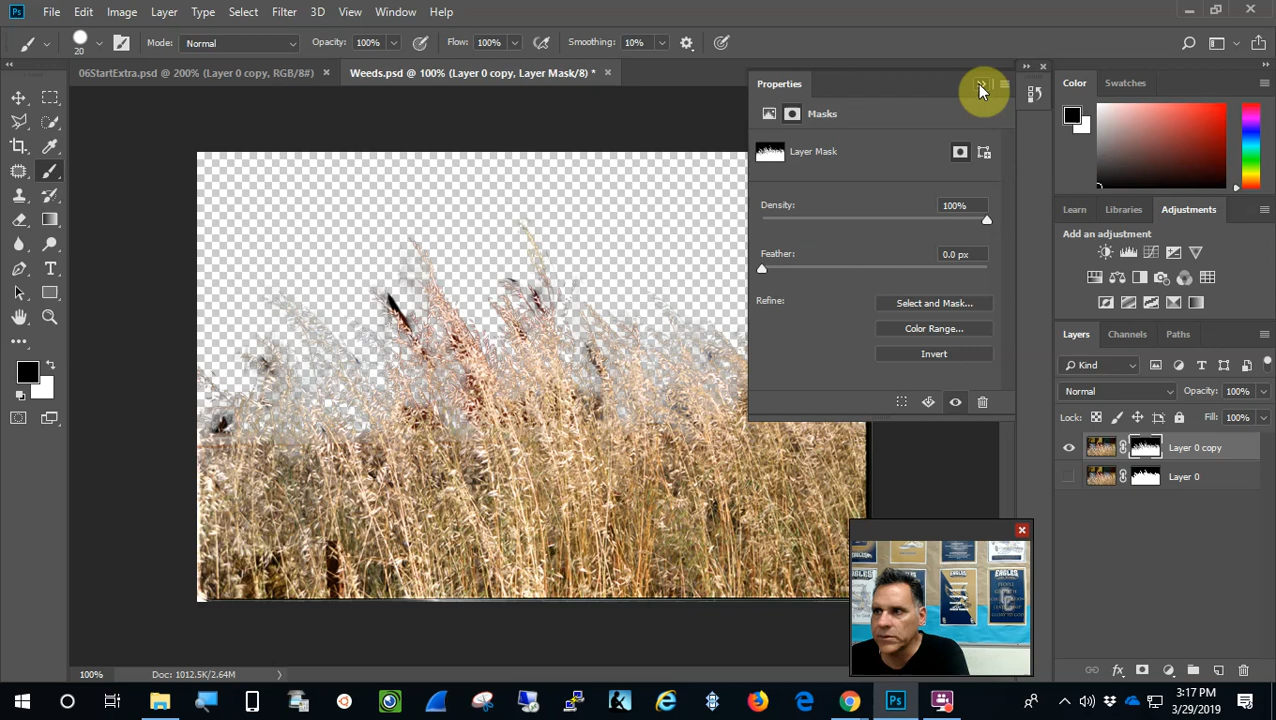 Ps File Edit Image Layer Type Select Filter 3D View Window Help
20 Mode: Normal Opacity: 100% Flow: 100% Smoothing: 10%
06StartExtra.psd @ 200% (Layer 0 copy, RGB/8#) × Weeds.psd @ 100% (Layer 0 copy, Layer Mask/8) * ×
Properties
Masks
Layer Mask
Density: 100%
Feather: 0.0 px
Refine: Select and Mask...
Color Range...
Invert
Color Swatches
Learn Libraries Adjustments
Add an adjustment
Layers Channels Paths
Kind
Normal Opacity: 100%
Lock: Fill: 100%
Layer 0 copy
Layer 0
EAGLES EAGLES
100% Doc: 1012.5K/2.64M
Ps
3:17 PM
3/29/2019